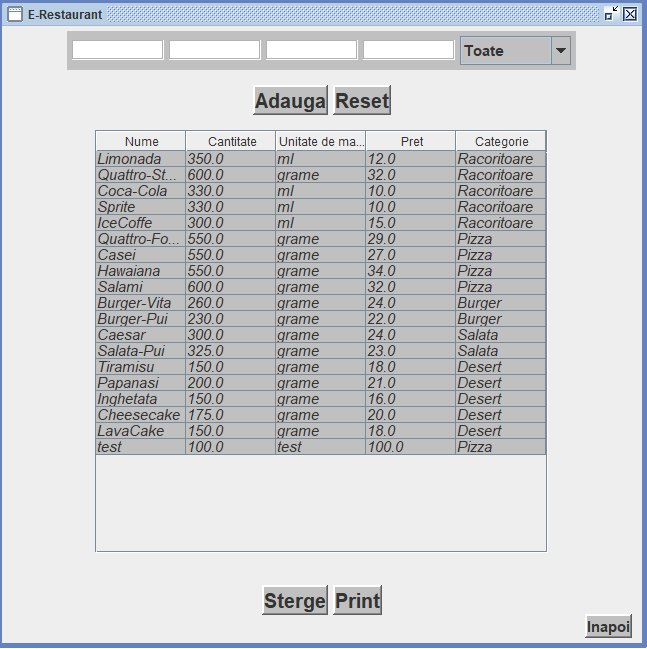 E-Restaurant
Toate
Adauga Reset
Nume Cantitate Unitate de ma... Pret Categorie
Limonada 350.0 ml 12.0 Racoritoare
Quattro-St... 600.0 grame 32.0 Racoritoare
Coca-Cola 330.0 ml 10.0 Racoritoare
Sprite 330.0 ml 10.0 Racoritoare
IceCoffe 300.0 ml 15.0 Racoritoare
Quattro-Fo... 550.0 grame 29.0 Pizza
Casei 550.0 grame 27.0 Pizza
Hawaiana 550.0 grame 34.0 Pizza
Salami 600.0 grame 32.0 Pizza
Burger-Vita 260.0 grame 24.0 Burger
Burger-Pui 230.0 grame 22.0 Burger
Caesar 300.0 grame 24.0 Salata
Salata-Pui 325.0 grame 23.0 Salata
Tiramisu 150.0 grame 18.0 Desert
Papanasi 200.0 grame 21.0 Desert
Inghetata 150.0 grame 16.0 Desert
Cheesecake 175.0 grame 20.0 Desert
LavaCake 150.0 grame 18.0 Desert
test 100.0 test 100.0 Pizza
Sterge Print
Inapoi